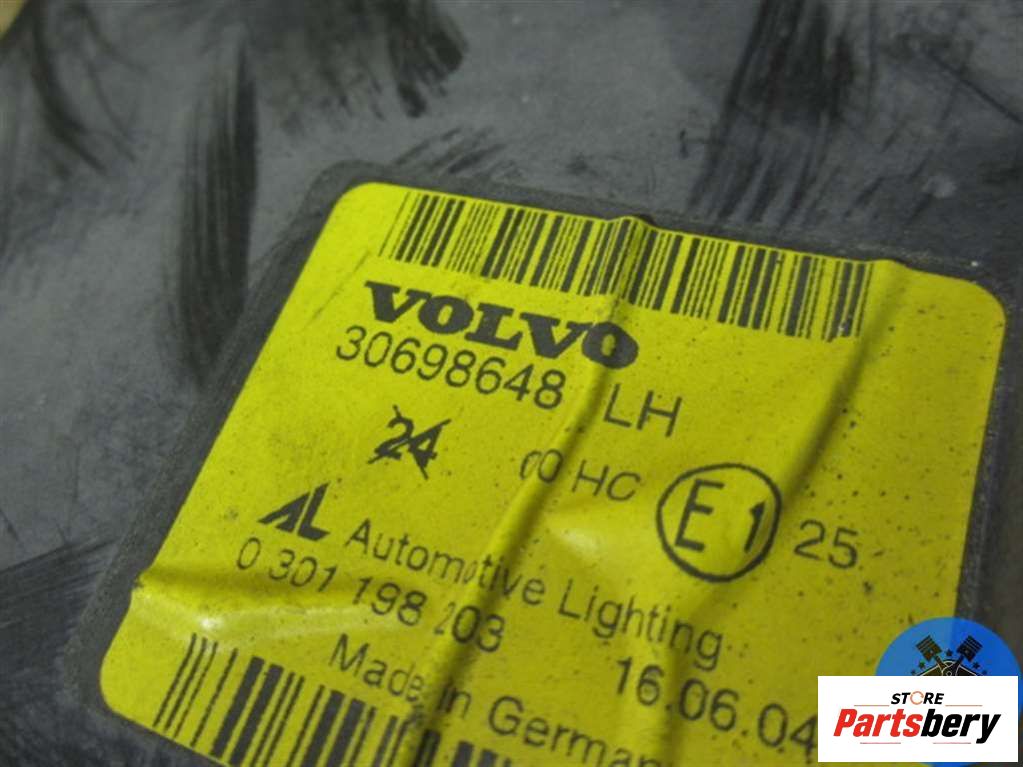 VOLVO
30698648 LH
24 00 HC E1 25
AL Automotive Lighting
0 301 198 203 16.06.04
Made in German
STORE
Partsbery